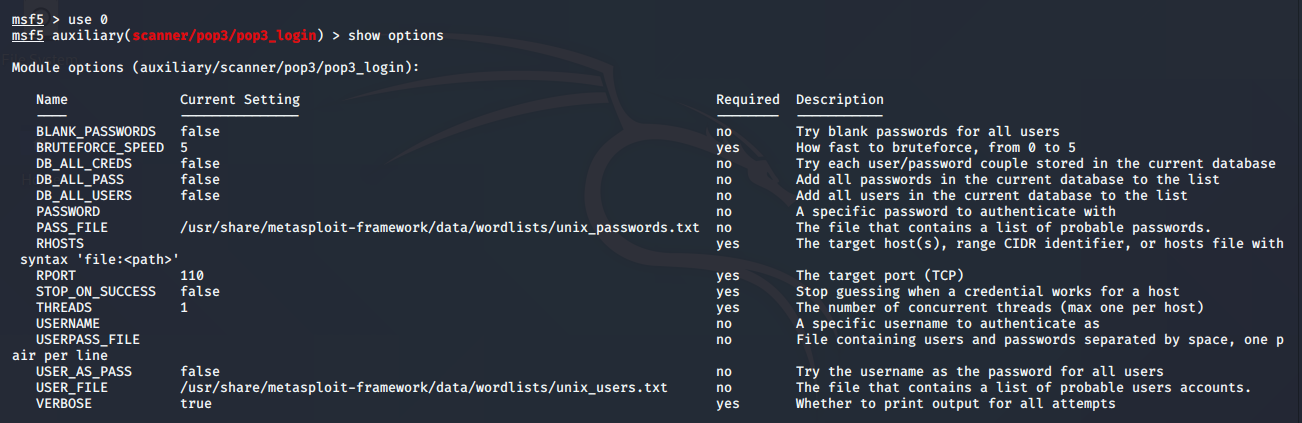 msf5 > use 0
msf5 auxiliary(scanner/pop3/pop3_login) > show options
Module options (auxiliary/scanner/pop3/pop3_login):
Name Current Setting Required Description
---- --------------- -------- -----------
BLANK_PASSWORDS false no Try blank passwords for all users
BRUTEFORCE_SPEED 5 yes How fast to bruteforce, from 0 to 5
DB_ALL_CREDS false no Try each user/password couple stored in the current database
DB_ALL_PASS false no Add all passwords in the current database to the list
DB_ALL_USERS false no Add all users in the current database to the list
PASSWORD no A specific password to authenticate with
PASS_FILE /usr/share/metasploit-framework/data/wordlists/unix_passwords.txt no The file that contains a list of probable passwords.
RHOSTS yes The target host(s), range CIDR identifier, or hosts file with
syntax 'file:<path>'
RPORT 110 yes The target port (TCP)
STOP_ON_SUCCESS false yes Stop guessing when a credential works for a host
THREADS 1 yes The number of concurrent threads (max one per host)
USERNAME no A specific username to authenticate as
USERPASS_FILE no File containing users and passwords separated by space, one p
air per line
USER_AS_PASS false no Try the username as the password for all users
USER_FILE /usr/share/metasploit-framework/data/wordlists/unix_users.txt no The file that contains a list of probable users accounts.
VERBOSE true yes Whether to print output for all attempts